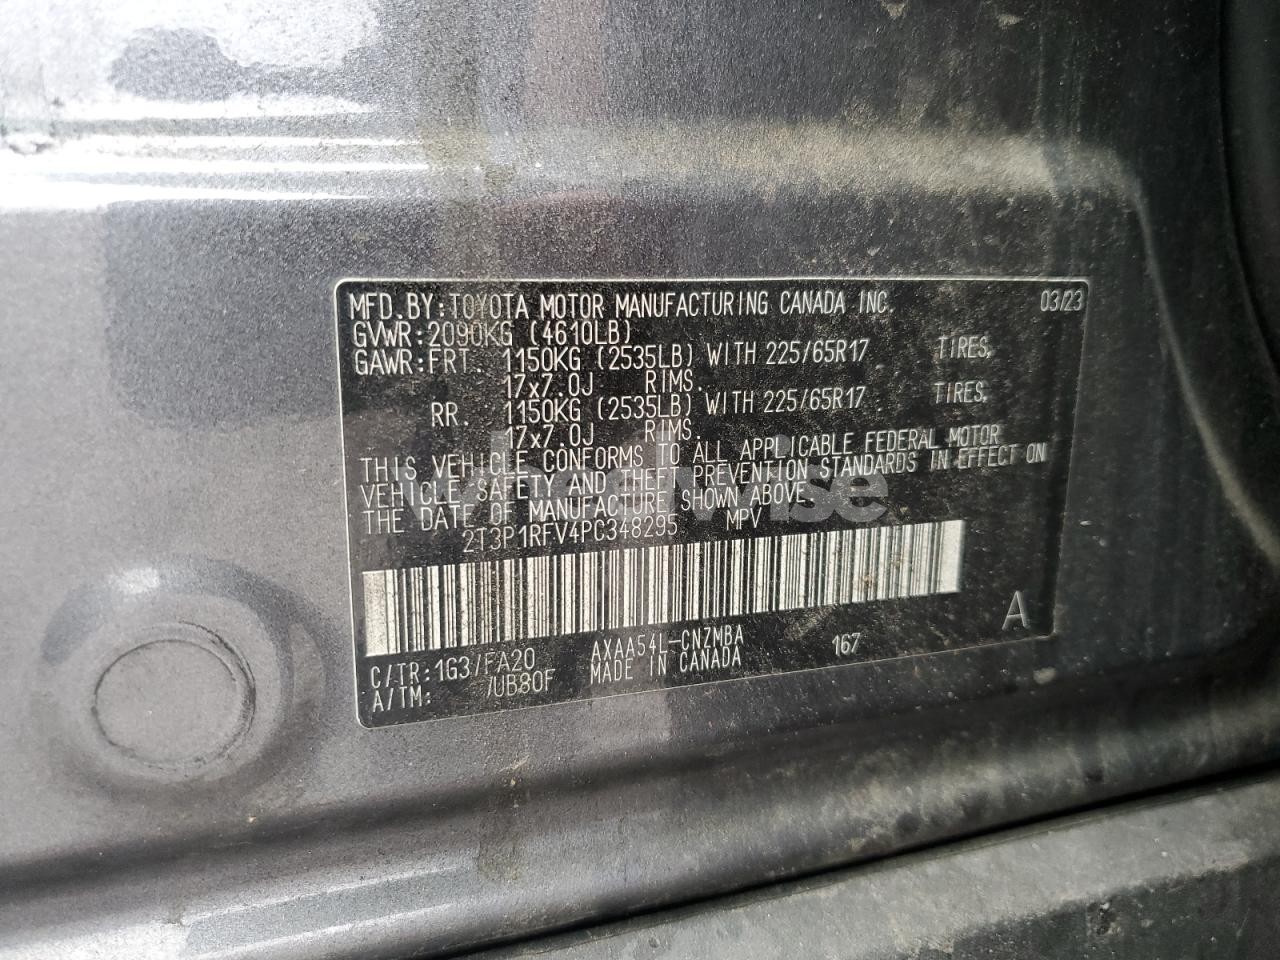 MFD.BY:TOYOTA MOTOR MANUFACTURING CANADA INC. 03/23
GVWR:2090KG (4610LB)
GAWR:FRT. 1150KG (2535LB) WITH 225/65R17 TIRES,
17x7.0J RIMS.
RR. 1150KG (2535LB) WITH 225/65R17 TIRES,
17x7.0J RIMS.
THIS VEHICLE CONFORMS TO ALL APPLICABLE FEDERAL MOTOR
VEHICLE SAFETY AND THEFT PREVENTION STANDARDS IN EFFECT ON
THE DATE OF MANUFACTURE SHOWN ABOVE.
2T3P1RFV4PC348295 MPV
C/TR:1G3/FA20 AXAA54L-CNZMBA 167 A
A/TM: /UB80F MADE IN CANADA
wheelwise